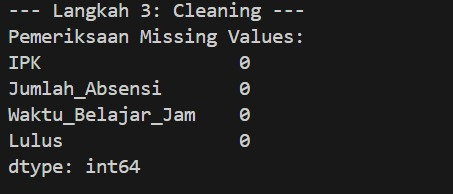 --- Langkah 3: Cleaning ---
Pemeriksaan Missing Values:
IPK                 0
Jumlah_Absensi      0
Waktu_Belajar_Jam   0
Lulus               0
dtype: int64